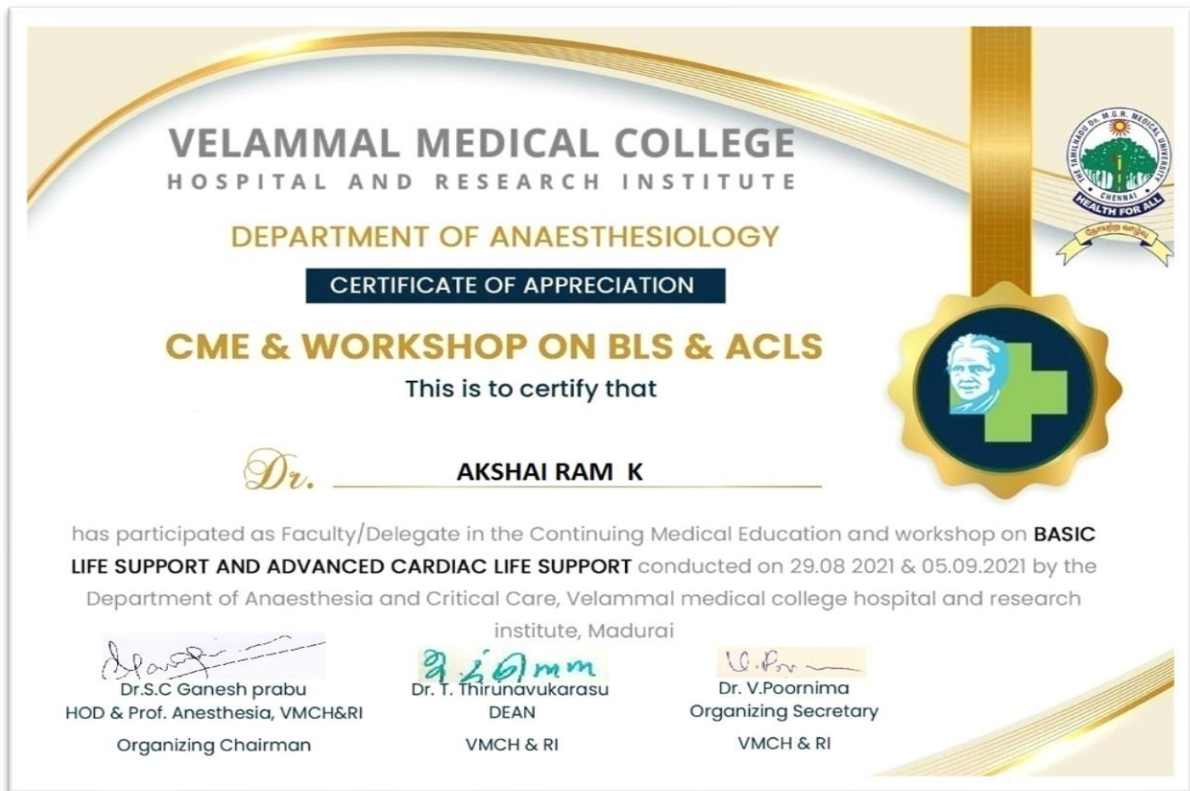 VELAMMAL MEDICAL COLLEGE
HOSPITAL AND RESEARCH INSTITUTE
THE TAMILNADU Dr. M.G.R. MEDICAL UNIVERSITY
CHENNAI
HEALTH FOR ALL
நோயற்ற வாழ்வு
DEPARTMENT OF ANAESTHESIOLOGY
CERTIFICATE OF APPRECIATION
CME & WORKSHOP ON BLS & ACLS
This is to certify that
Dr. AKSHAI RAM K
has participated as Faculty/Delegate in the Continuing Medical Education and workshop on BASIC
LIFE SUPPORT AND ADVANCED CARDIAC LIFE SUPPORT conducted on 29.08 2021 & 05.09.2021 by the
Department of Anaesthesia and Critical Care, Velammal medical college hospital and research
institute, Madurai
Dr.S.C Ganesh prabu
HOD & Prof. Anesthesia, VMCH&RI
Organizing Chairman
Dr. T. Thirunavukarasu
DEAN
VMCH & RI
Dr. V.Poornima
Organizing Secretary
VMCH & RI